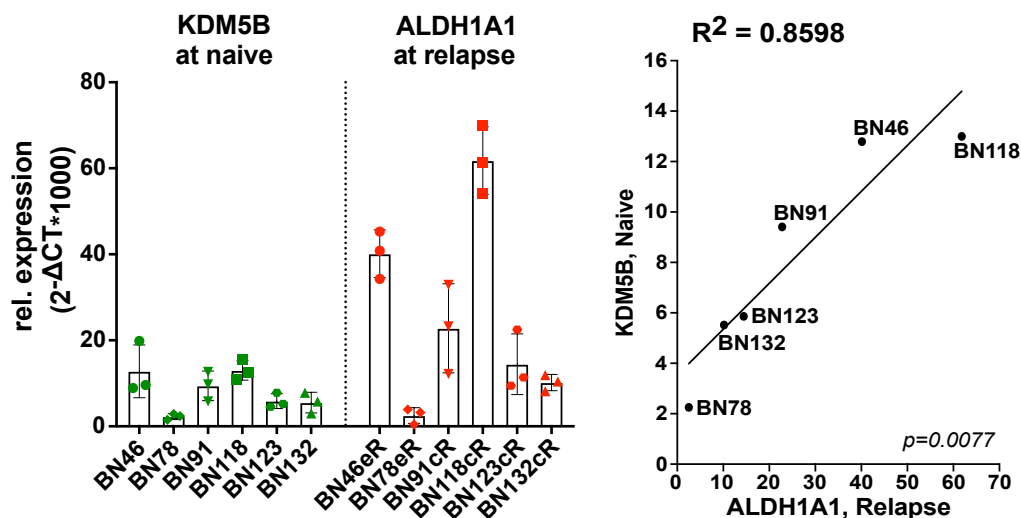 KDM5B
at naive
ALDH1A1
at relapse
rel. expression
(2-ΔCT*1000)
80
60
40
20
0
BN46
BN78
BN91
BN118
BN123
BN132
BN46eR
BN78eR
BN91cR
BN118cR
BN123cR
BN132cR
R2 = 0.8598
KDM5B, Naive
16
14
12
10
8
6
4
2
0
BN46
BN118
BN91
BN123
BN132
BN78
p=0.0077
0 10 20 30 40 50 60 70
ALDH1A1, Relapse